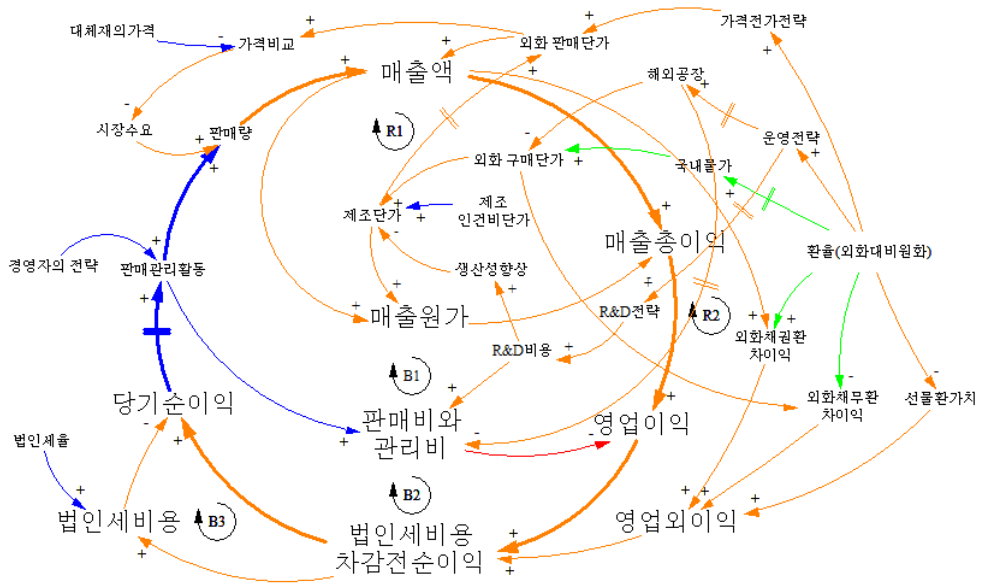 대체재의가격
가격비교
외화 판매단가
가격전가전략
매출액
해외공장
시장수요
판매량
R1
외화 구매단가
국내물가
운영전략
제조단가
제조
인건비단가
매출총이익
환율(외화대비원화)
경영자의 전략
판매관리활동
생산성향상
매출원가
R&D전략
R2
외화채권환
차이익
R&D비용
B1
당기순이익
판매비와
관리비
영업이익
외화채무환
차이익
선물환가치
법인세율
B2
법인세비용
B3
법인세비용
차감전순이익
영업외이익